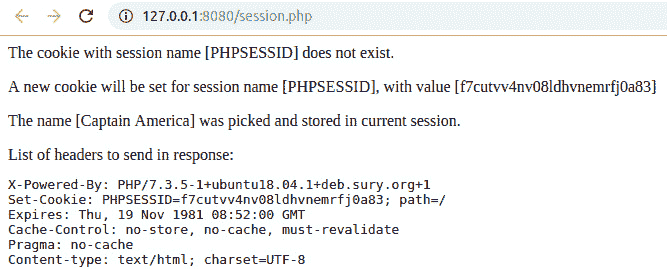 127.0.0.1:8080/session.php
The cookie with session name [PHPSESSID] does not exist.
A new cookie will be set for session name [PHPSESSID], with value [f7cutvv4nv08ldhvnemrfj0a83]
The name [Captain America] was picked and stored in current session.
List of headers to send in response:
X-Powered-By: PHP/7.3.5-1+ubuntu18.04.1+deb.sury.org+1
Set-Cookie: PHPSESSID=f7cutvv4nv08ldhvnemrfj0a83; path=/
Expires: Thu, 19 Nov 1981 08:52:00 GMT
Cache-Control: no-store, no-cache, must-revalidate
Pragma: no-cache
Content-type: text/html; charset=UTF-8